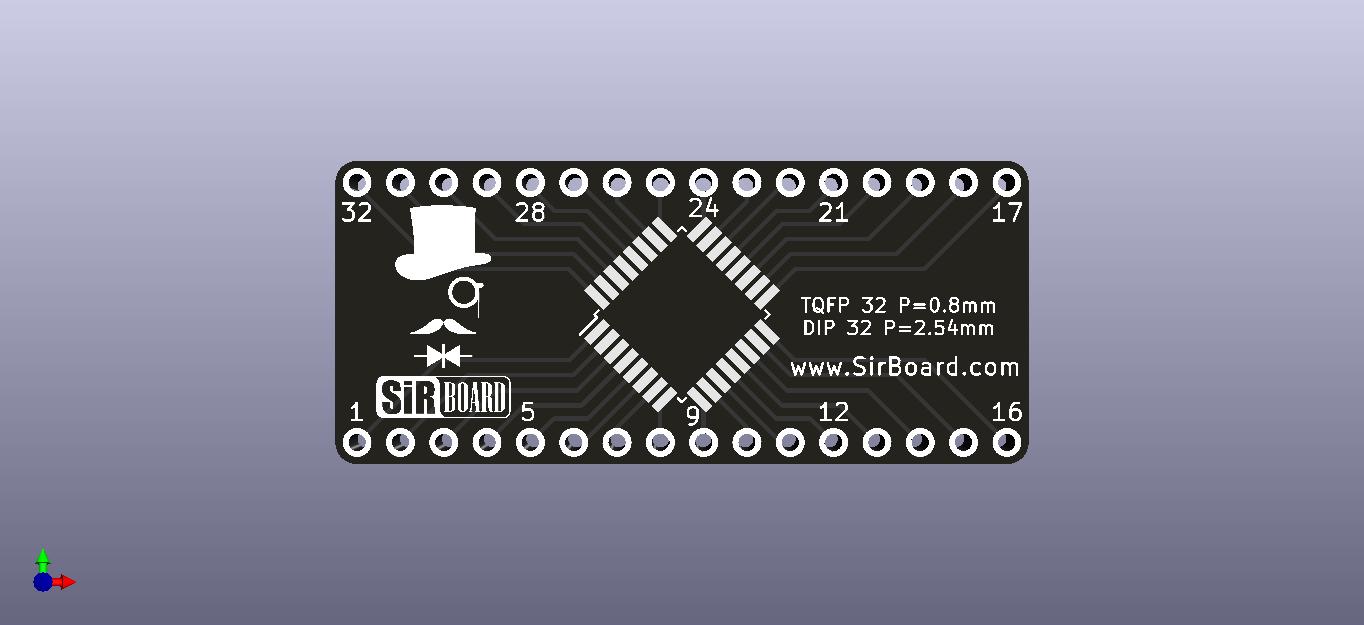 32 28 24 21 17
TQFP 32 P=0.8mm
DIP 32 P=2.54mm
www.SirBoard.com
SiR BOARD
1 5 9 12 16